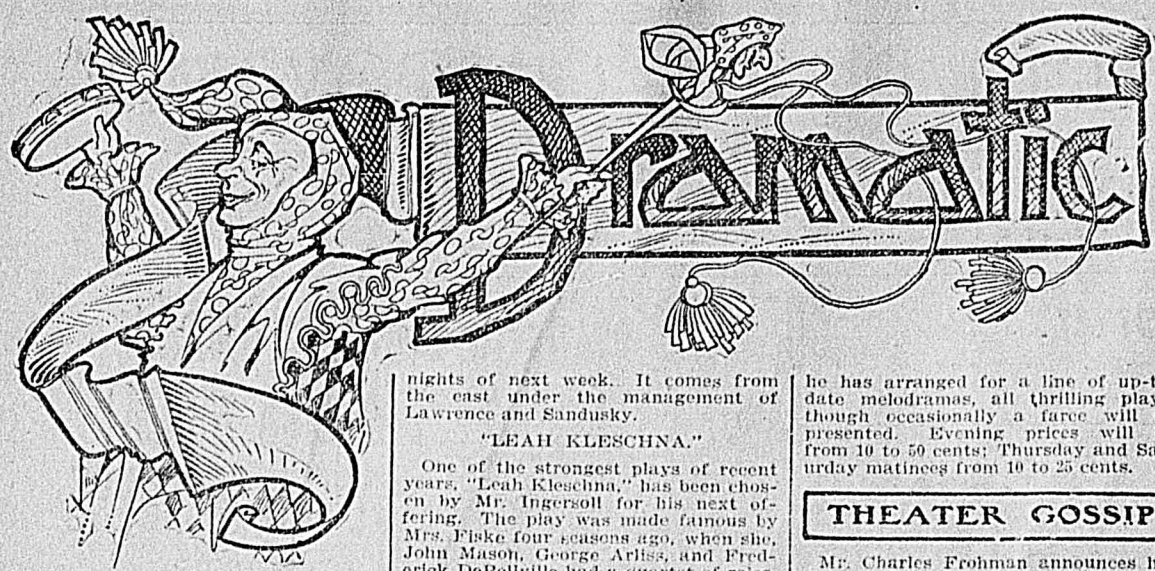 Dramatic
nights of next week. It comes from
the east under the management of
Lawrence and Sandusky.
"LEAH KLESCHNA."
One of the strongest plays of recent
years, "Leah Kleschna," has been chos-
en by Mr. Ingersoll for his next of-
fering. The play was made famous by
Mrs. Fiske four seasons ago, when she,
John Mason, George Arliss, and Fred-
he has arranged for a line of up-t
date melodramas, all thrilling play
though occasionally a farce will
presented. Evening prices will
from 10 to 50 cents; Thursday and Sa
urday matinees from 10 to 25 cents.
THEATER GOSSIP
Mr. Charles Frohman announces h